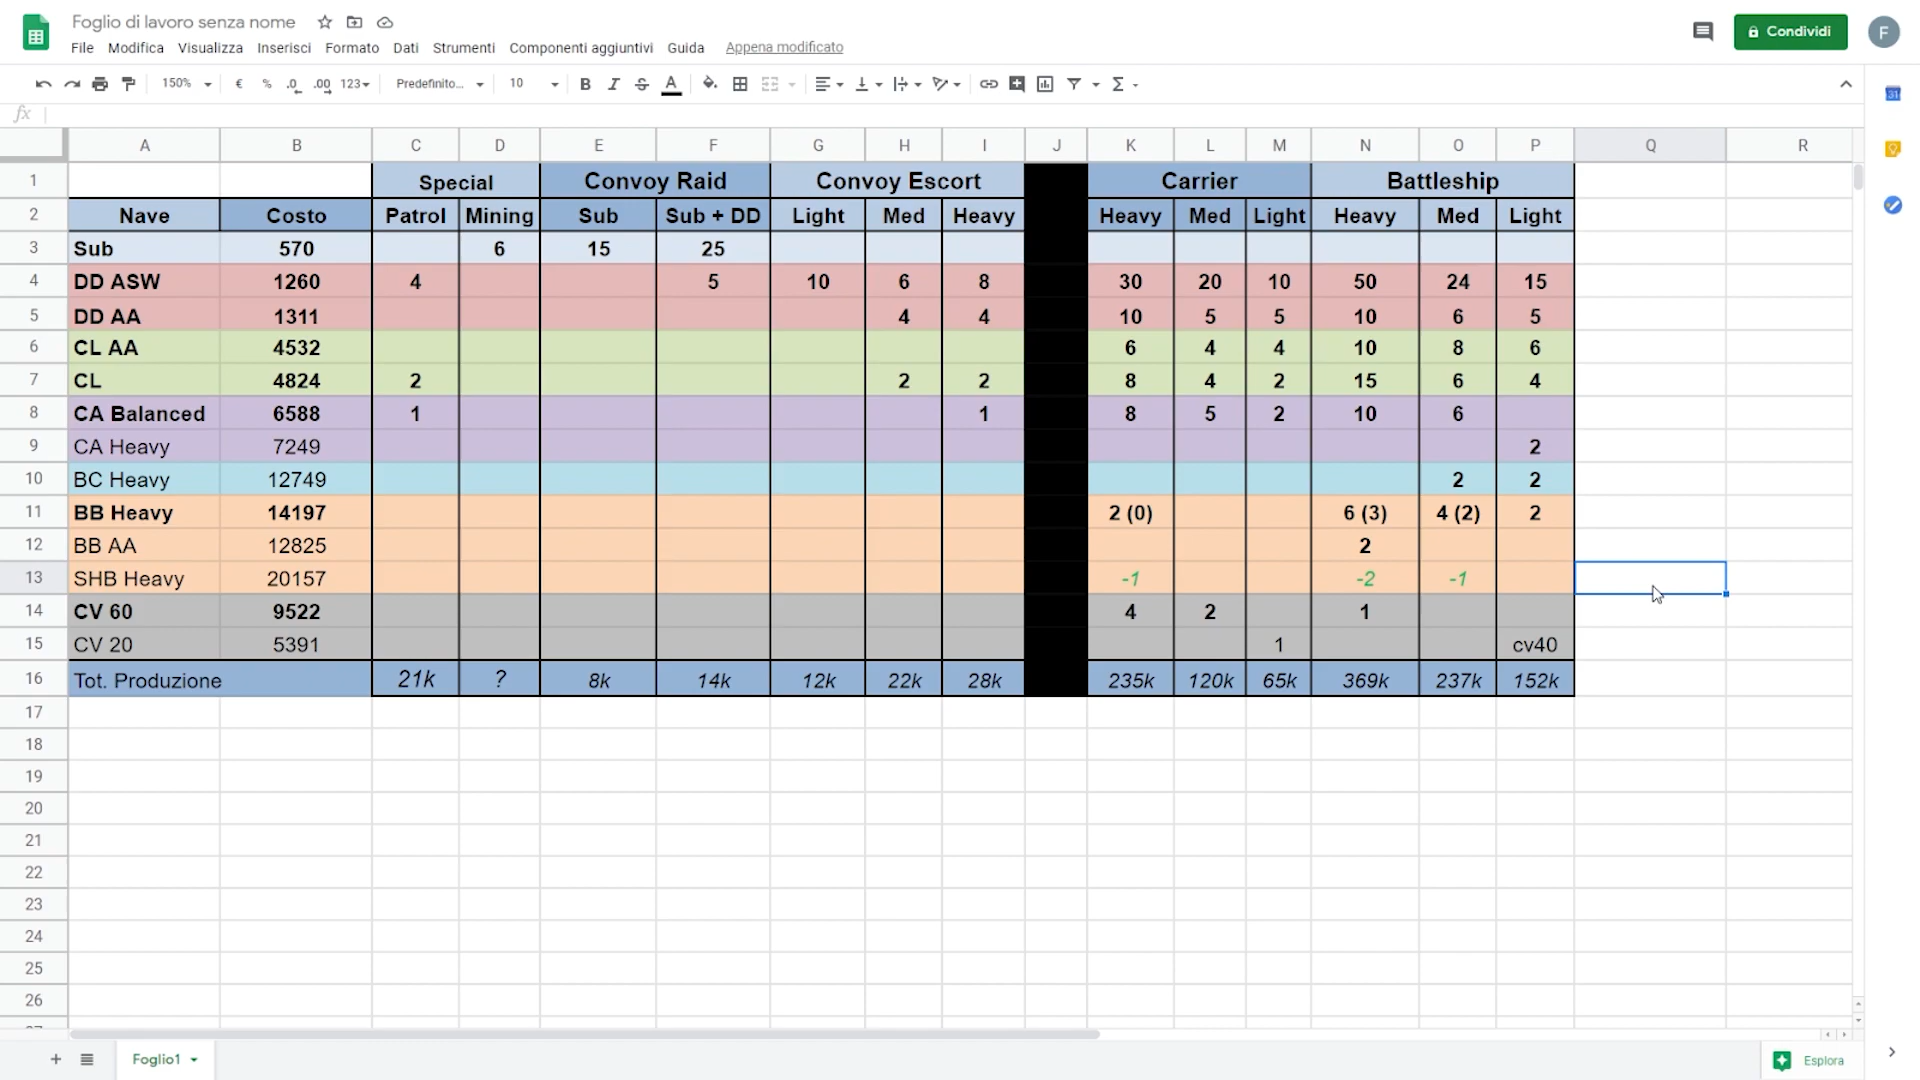 Foglio di lavoro senza nome
File Modifica Visualizza Inserisci Formato Dati Strumenti Componenti aggiuntivi Guida Appena modificato
Condividi
F
150% € % .0 .00 123 Predefinito... 10 B I S A Σ
31
fx
A B C D E F G H I J K L M N O P Q R
1 Special Convoy Raid Convoy Escort Carrier Battleship
2 Nave Costo Patrol Mining Sub Sub + DD Light Med Heavy Heavy Med Light Heavy Med Light
3 Sub 570 6 15 25
4 DD ASW 1260 4 5 10 6 8 30 20 10 50 24 15
5 DD AA 1311 4 4 10 5 5 10 6 5
6 CL AA 4532 6 4 4 10 8 6
7 CL 4824 2 2 2 8 4 2 15 6 4
8 CA Balanced 6588 1 1 8 5 2 10 6
9 CA Heavy 7249 2
10 BC Heavy 12749 2 2
11 BB Heavy 14197 2 (0) 6 (3) 4 (2) 2
12 BB AA 12825 2
13 SHB Heavy 20157 -1 -2 -1
14 CV 60 9522 4 2 1
15 CV 20 5391 1 cv40
16 Tot. Produzione 21k ? 8k 14k 12k 22k 28k 235k 120k 65k 369k 237k 152k
17
18
19
20
21
22
23
24
25
26
Foglio1
Esplora